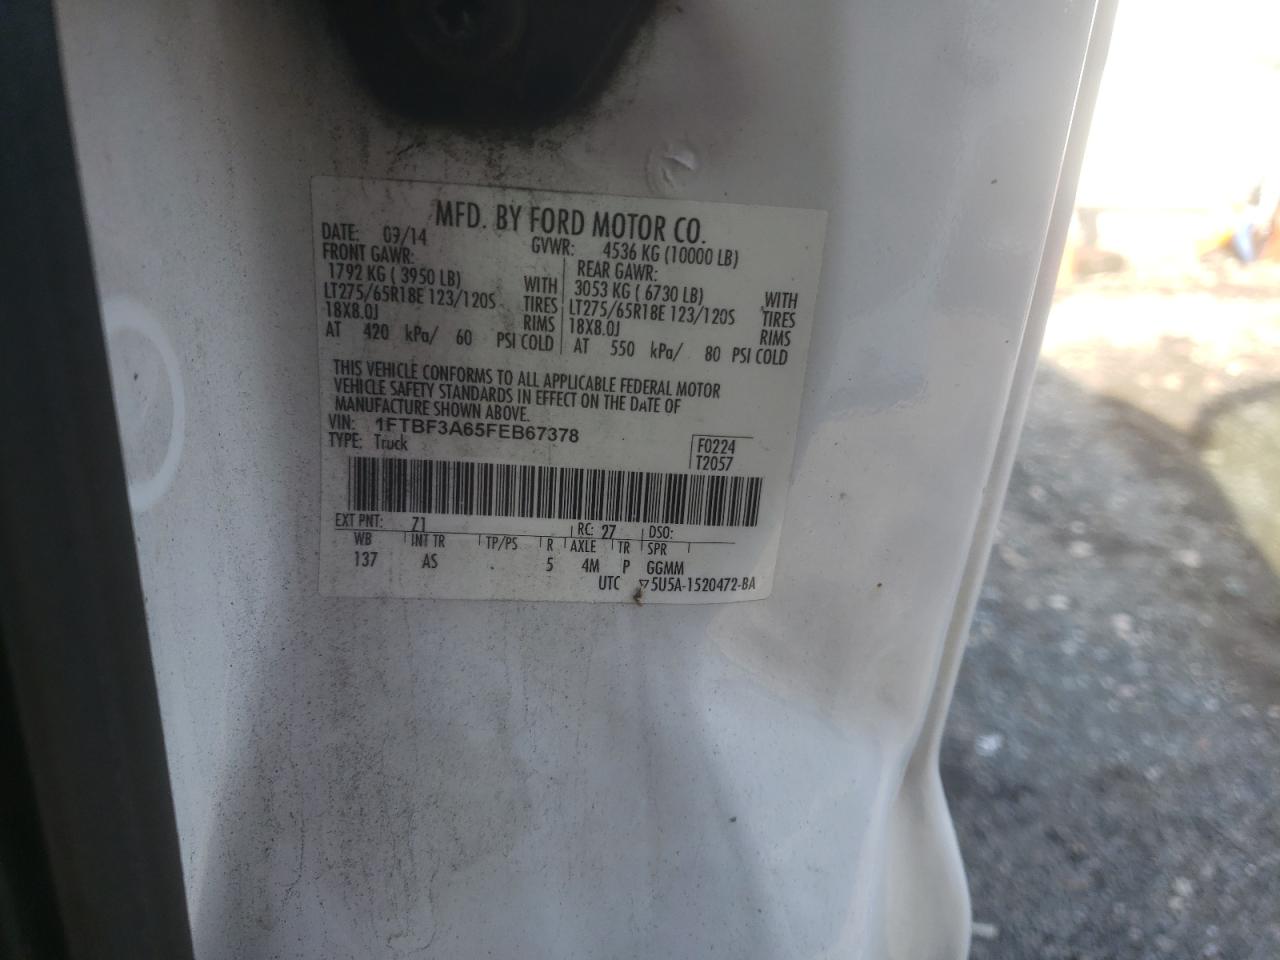 MFD. BY FORD MOTOR CO.
DATE: 09/14 GVWR: 4536 KG (10000 LB)
FRONT GAWR: REAR GAWR:
1792 KG ( 3950 LB) WITH 3053 KG ( 6730 LB) WITH
LT275/65R18E 123/120S TIRES LT275/65R18E 123/120S TIRES
18X8.0J RIMS 18X8.0J RIMS
AT 420 kPa/ 60 PSI COLD AT 550 kPa/ 80 PSI COLD
THIS VEHICLE CONFORMS TO ALL APPLICABLE FEDERAL MOTOR
VEHICLE SAFETY STANDARDS IN EFFECT ON THE DATE OF
MANUFACTURE SHOWN ABOVE.
VIN: 1FTBF3A65FEB67378
TYPE: Truck
F0224
T2057
EXT PNT: Z1 RC: 27 DSO:
WB INT TR TP/PS R AXLE TR SPR
137 AS 5 4M P GGMM
UTC ▽5U5A-1520472-BA